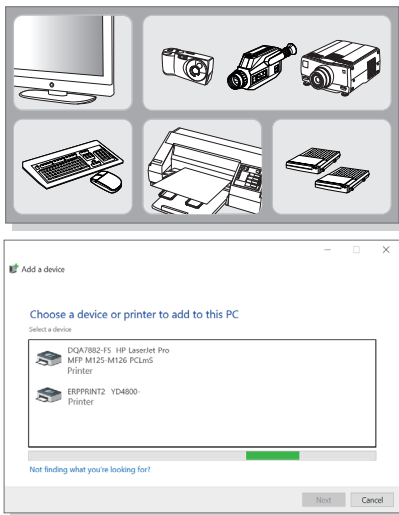 Add a device
Choose a device or printer to add to this PC
Select a device
DQA7882-F5 HP LaserJet Pro
MFP M125-M126 PCLmS
Printer
ERPPRINT2 YD4800-
Printer
Not finding what you're looking for?
Next Cancel